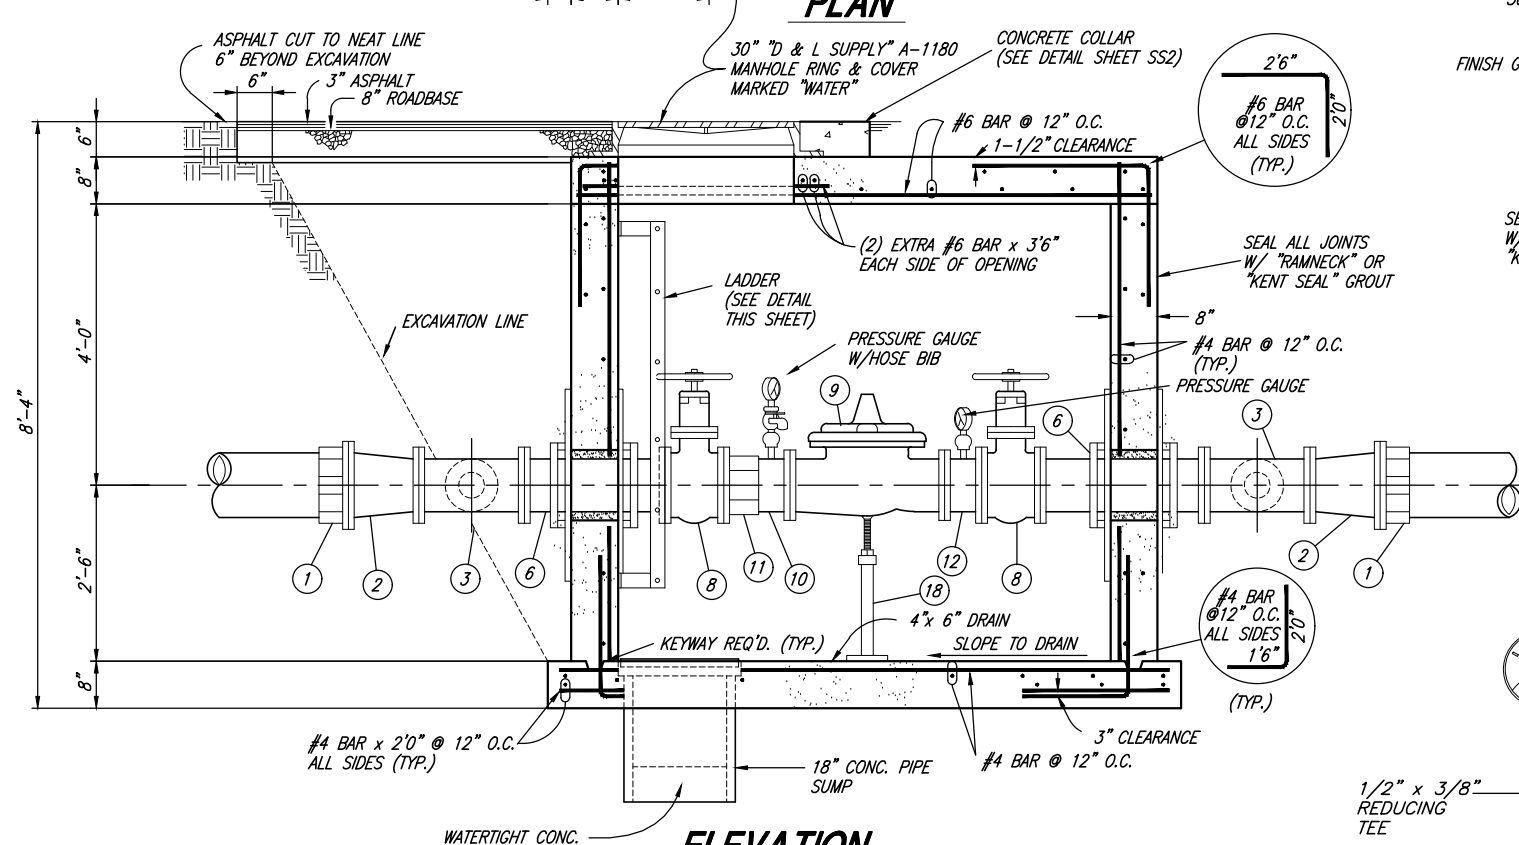 PLAN
ASPHALT CUT TO NEAT LINE
6" BEYOND EXCAVATION
6"
3" ASPHALT
8" ROADBASE
30" "D & L SUPPLY" A-1180
MANHOLE RING & COVER
MARKED "WATER"
CONCRETE COLLAR
(SEE DETAIL SHEET SS2)
#6 BAR @ 12" O.C.
1-1/2" CLEARANCE
2'6"
#6 BAR
@12" O.C.
ALL SIDES
(TYP.)
2'0"
FINISH G
6"
8"
4'-0"
8'-4"
2'-6"
8"
(2) EXTRA #6 BAR x 3'6"
EACH SIDE OF OPENING
SEAL ALL JOINTS
W/ "RAMNECK" OR
"KENT SEAL" GROUT
SE
W/
"K
LADDER
(SEE DETAIL
THIS SHEET)
EXCAVATION LINE
PRESSURE GAUGE
W/HOSE BIB
8"
#4 BAR @ 12" O.C.
(TYP.)
PRESSURE GAUGE
9
6
3
1
2
3
6
8
11
10
18
12
8
2
1
4"x 6" DRAIN
SLOPE TO DRAIN
KEYWAY REQ'D. (TYP.)
#4 BAR
@12" O.C.
ALL SIDES
1'6"
2'0"
(TYP.)
#4 BAR x 2'0" @ 12" O.C.
ALL SIDES (TYP.)
3" CLEARANCE
#4 BAR @ 12" O.C.
18" CONC. PIPE
SUMP
WATERTIGHT CONC.
ELEVATION
1/2" x 3/8"
REDUCING
TEE